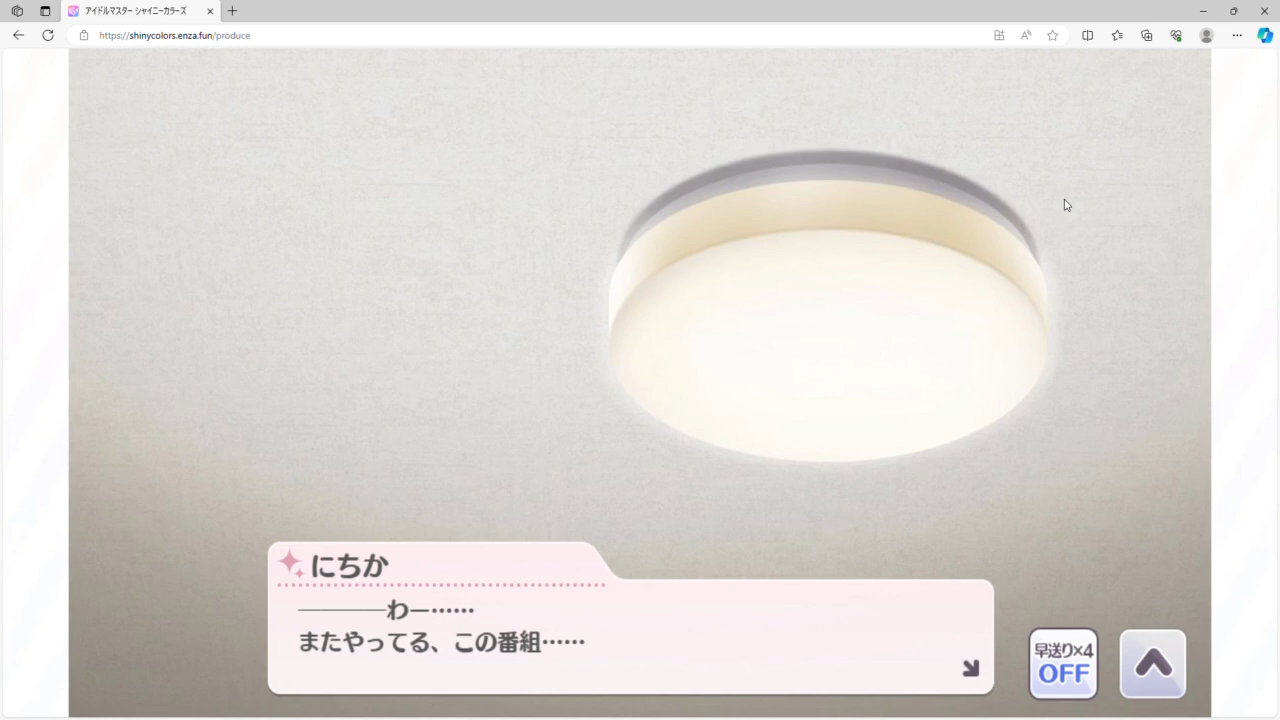 アイドルマスター シャイニーカラーズ
https://shinycolors.enza.fun/produce
にちか
────わー……
またやってる、この番組……
早送り×4
OFF